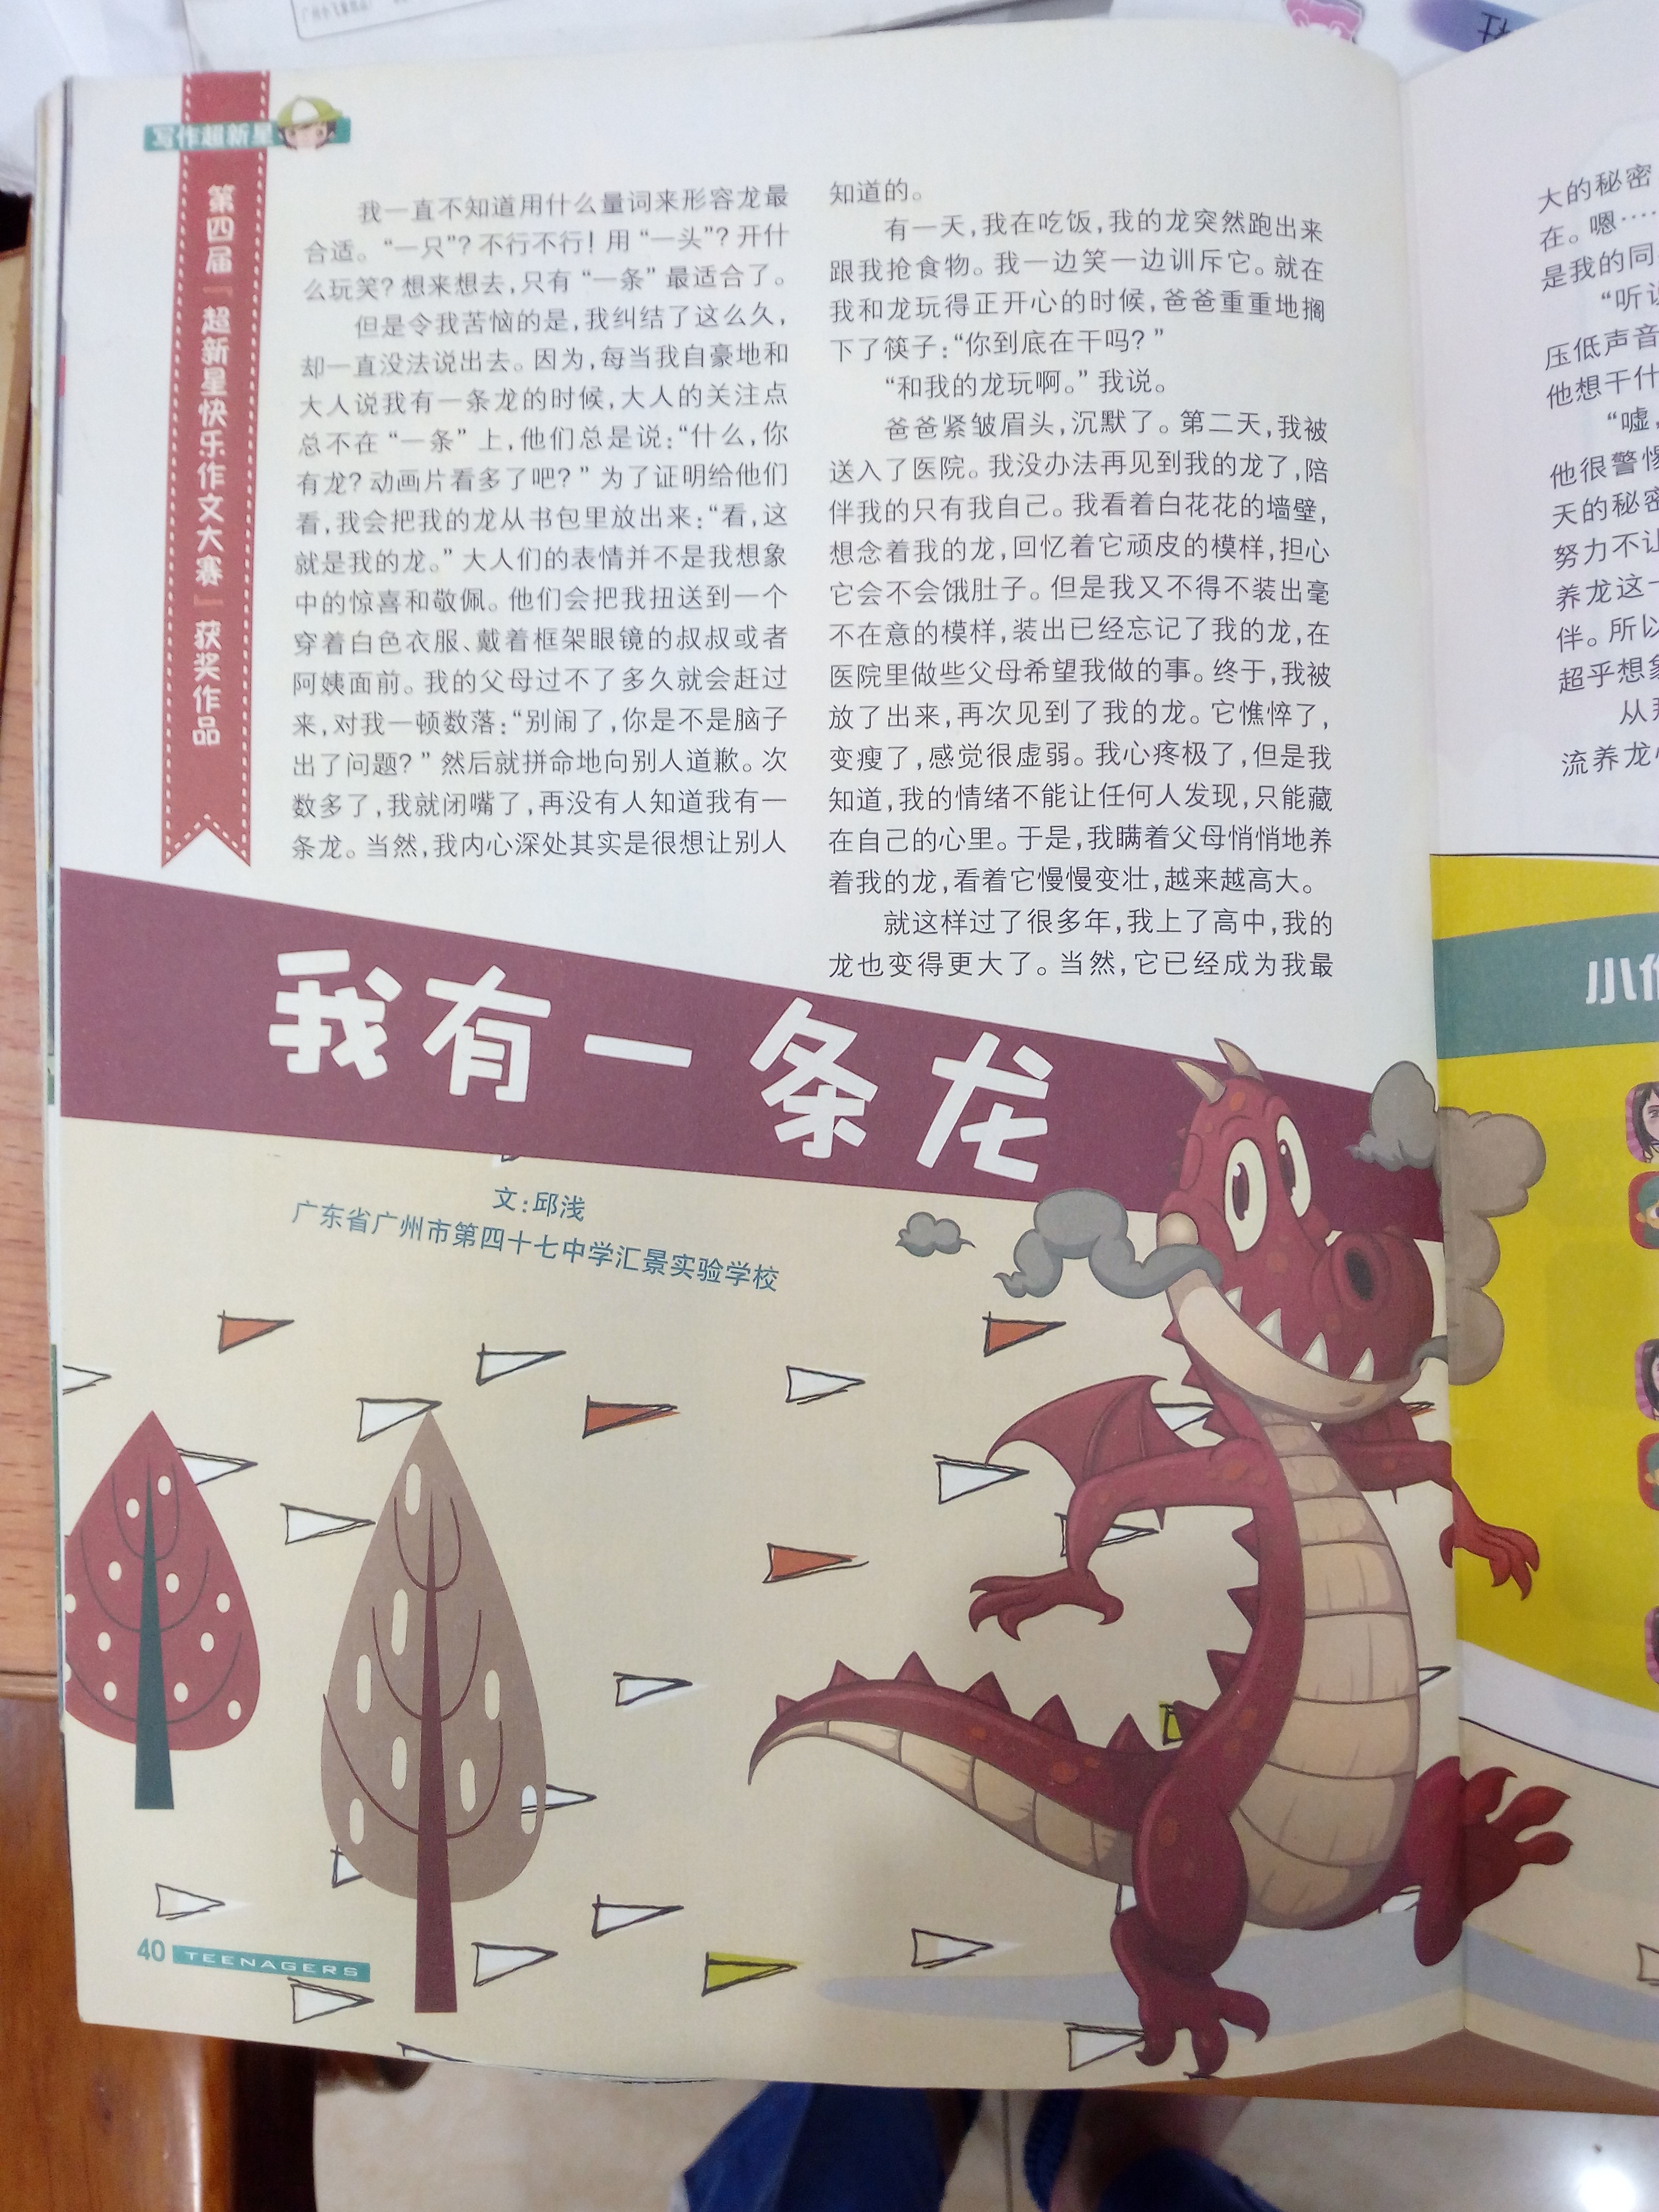 写作超新星
第四届“超新星快乐作文大赛”获奖作品
我一直不知道用什么量词来形容龙最
合适。“一只”？不行不行！用“一头”？开什
么玩笑？想来想去，只有“一条”最适合了。
但是令我苦恼的是，我纠结了这么久，
却一直没法说出去。因为，每当我自豪地和
大人说我有一条龙的时候，大人的关注点
总不在“一条”上，他们总是说：“什么，你
有龙？动画片看多了吧？”为了证明给他们
看，我会把我的龙从书包里放出来：“看，这
就是我的龙。”大人们的表情并不是我想象
中的惊喜和敬佩。他们会把我扭送到一个
穿着白色衣服、戴着框架眼镜的叔叔或者
阿姨面前。我的父母过不了多久就会赶过
来，对我一顿数落：“别闹了，你是不是脑子
出了问题？”然后就拼命地向别人道歉。次
数多了，我就闭嘴了，再没有人知道我有一
条龙。当然，我内心深处其实是很想让别人
知道的。
有一天，我在吃饭，我的龙突然跑出来
跟我抢食物。我一边笑一边训斥它。就在
我和龙玩得正开心的时候，爸爸重重地搁
下了筷子：“你到底在干吗？”
“和我的龙玩啊。”我说。
爸爸紧皱眉头，沉默了。第二天，我被
送入了医院。我没办法再见到我的龙了，陪
伴我的只有我自己。我看着白花花的墙壁，
想念着我的龙，回忆着它顽皮的模样，担心
它会不会饿肚子。但是我又不得不装出毫
不在意的模样，装出已经忘记了我的龙，在
医院里做些父母希望我做的事。终于，我被
放了出来，再次见到了我的龙。它憔悴了，
变瘦了，感觉很虚弱。我心疼极了，但是我
知道，我的情绪不能让任何人发现，只能藏
在自己的心里。于是，我瞒着父母悄悄地养
着我的龙，看着它慢慢变壮，越来越高大。
就这样过了很多年，我上了高中，我的
龙也变得更大了。当然，它已经成为我最
我有一条龙
文：邱浅
广东省广州市第四十七中学汇景实验学校
40 TEENAGERS
大的秘密
在。嗯……
是我的同
“听说
压低声音
他想干什
“嘘，
他很警惕
天的秘密
努力不让
养龙这一
伴。所以
超乎想象
从
流养龙
小